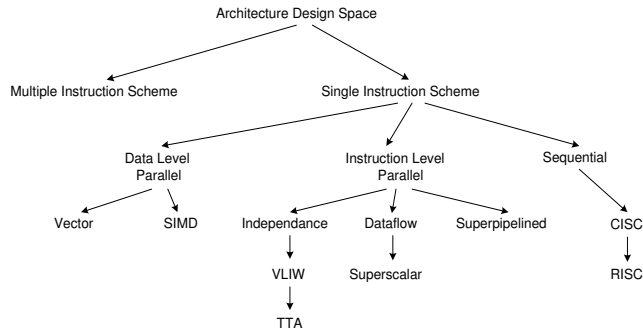 Architecture Design Space
Multiple Instruction Scheme
Single Instruction Scheme
Data Level
Parallel
Instruction Level
Parallel
Sequential
Vector
SIMD
Independance
Dataflow
Superpipelined
CISC
VLIW
Superscalar
RISC
TTA